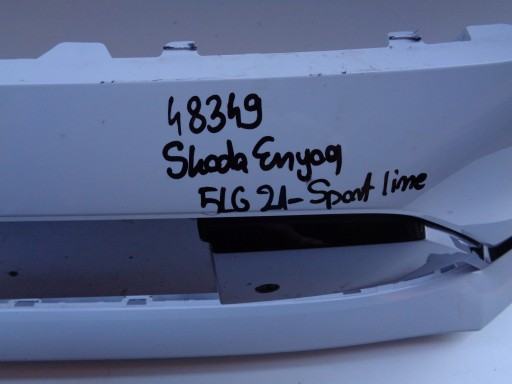 48349
Skoda Enyaq
5LG 21- Sport line